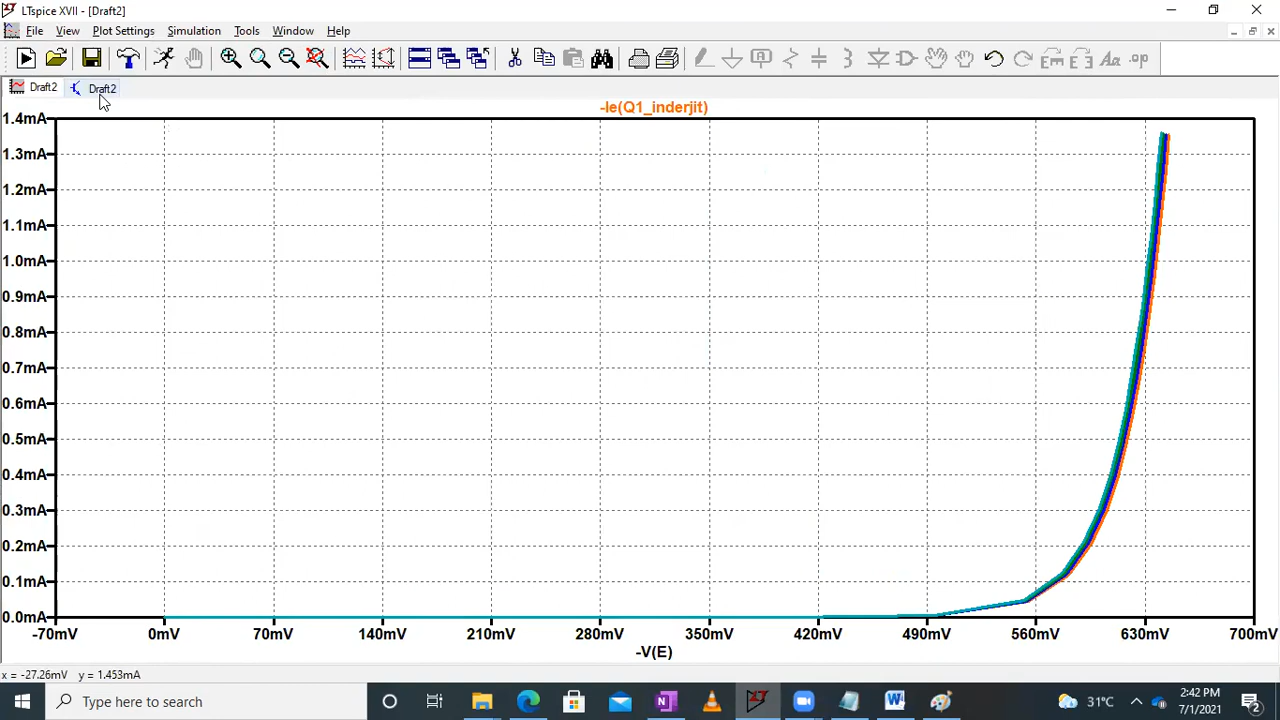 LTspice XVII - [Draft2]
File View Plot Settings Simulation Tools Window Help
Aa .op
Draft2 Draft2
-Ie(Q1_inderjit)
1.4mA
1.3mA
1.2mA
1.1mA
1.0mA
0.9mA
0.8mA
0.7mA
0.6mA
0.5mA
0.4mA
0.3mA
0.2mA
0.1mA
0.0mA
-70mV 0mV 70mV 140mV 210mV 280mV 350mV 420mV 490mV 560mV 630mV 700mV
-V(E)
x = -27.26mV y = 1.453mA
Type here to search
31°C
2:42 PM
7/1/2021
2